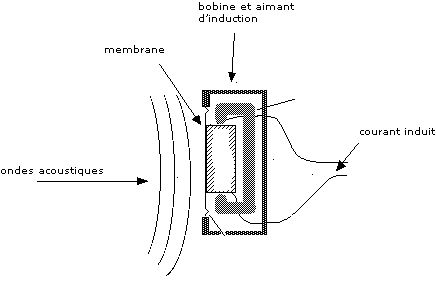 bobine et aimant
d'induction
membrane
courant induit
ondes acoustiques